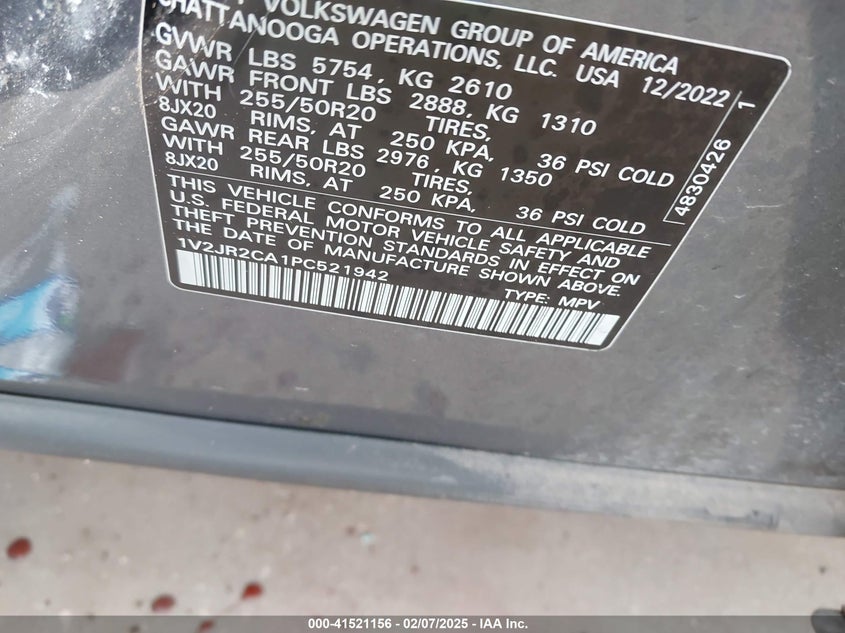 VOLKSWAGEN GROUP OF AMERICA
CHATTANOOGA OPERATIONS, LLC. USA 12/2022
GVWR LBS 5754, KG 2610
GAWR FRONT LBS 2888, KG 1310
WITH 255/50R20 TIRES,
8JX20 RIMS, AT 250 KPA, 36 PSI COLD
GAWR REAR LBS 2976, KG 1350
WITH 255/50R20 TIRES,
8JX20 RIMS, AT 250 KPA, 36 PSI COLD
THIS VEHICLE CONFORMS TO ALL APPLICABLE
U.S. FEDERAL MOTOR VEHICLE SAFETY AND
THEFT PREVENTION STANDARDS IN EFFECT ON
THE DATE OF MANUFACTURE SHOWN ABOVE.
1V2JR2CA1PC521942
TYPE: MPV
4830426 1
000-41521156 - 02/07/2025 - IAA Inc.